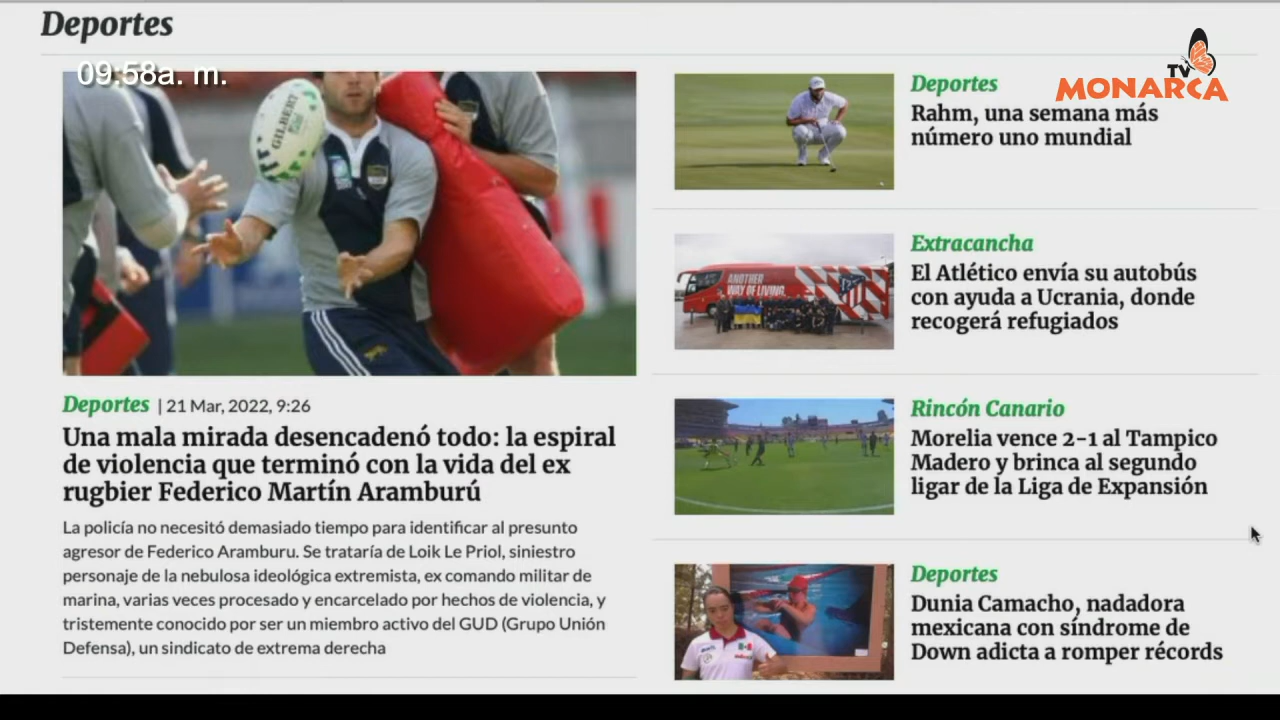 Deportes
09:58a. m.
TV
MONARCA
GILBERT
Deportes | 21 Mar, 2022, 9:26
Una mala mirada desencadenó todo: la espiral
de violencia que terminó con la vida del ex
rugbier Federico Martín Aramburú
La policía no necesitó demasiado tiempo para identificar al presunto
agresor de Federico Aramburu. Se trataría de Loik Le Priol, siniestro
personaje de la nebulosa ideológica extremista, ex comando militar de
marina, varias veces procesado y encarcelado por hechos de violencia, y
tristemente conocido por ser un miembro activo del GUD (Grupo Unión
Defensa), un sindicato de extrema derecha
Deportes
Rahm, una semana más
número uno mundial
ANOTHER
WAY OF LIVING
Extracancha
El Atlético envía su autobús
con ayuda a Ucrania, donde
recogerá refugiados
Rincón Canario
Morelia vence 2-1 al Tampico
Madero y brinca al segundo
ligar de la Liga de Expansión
Deportes
Dunia Camacho, nadadora
mexicana con síndrome de
Down adicta a romper récords